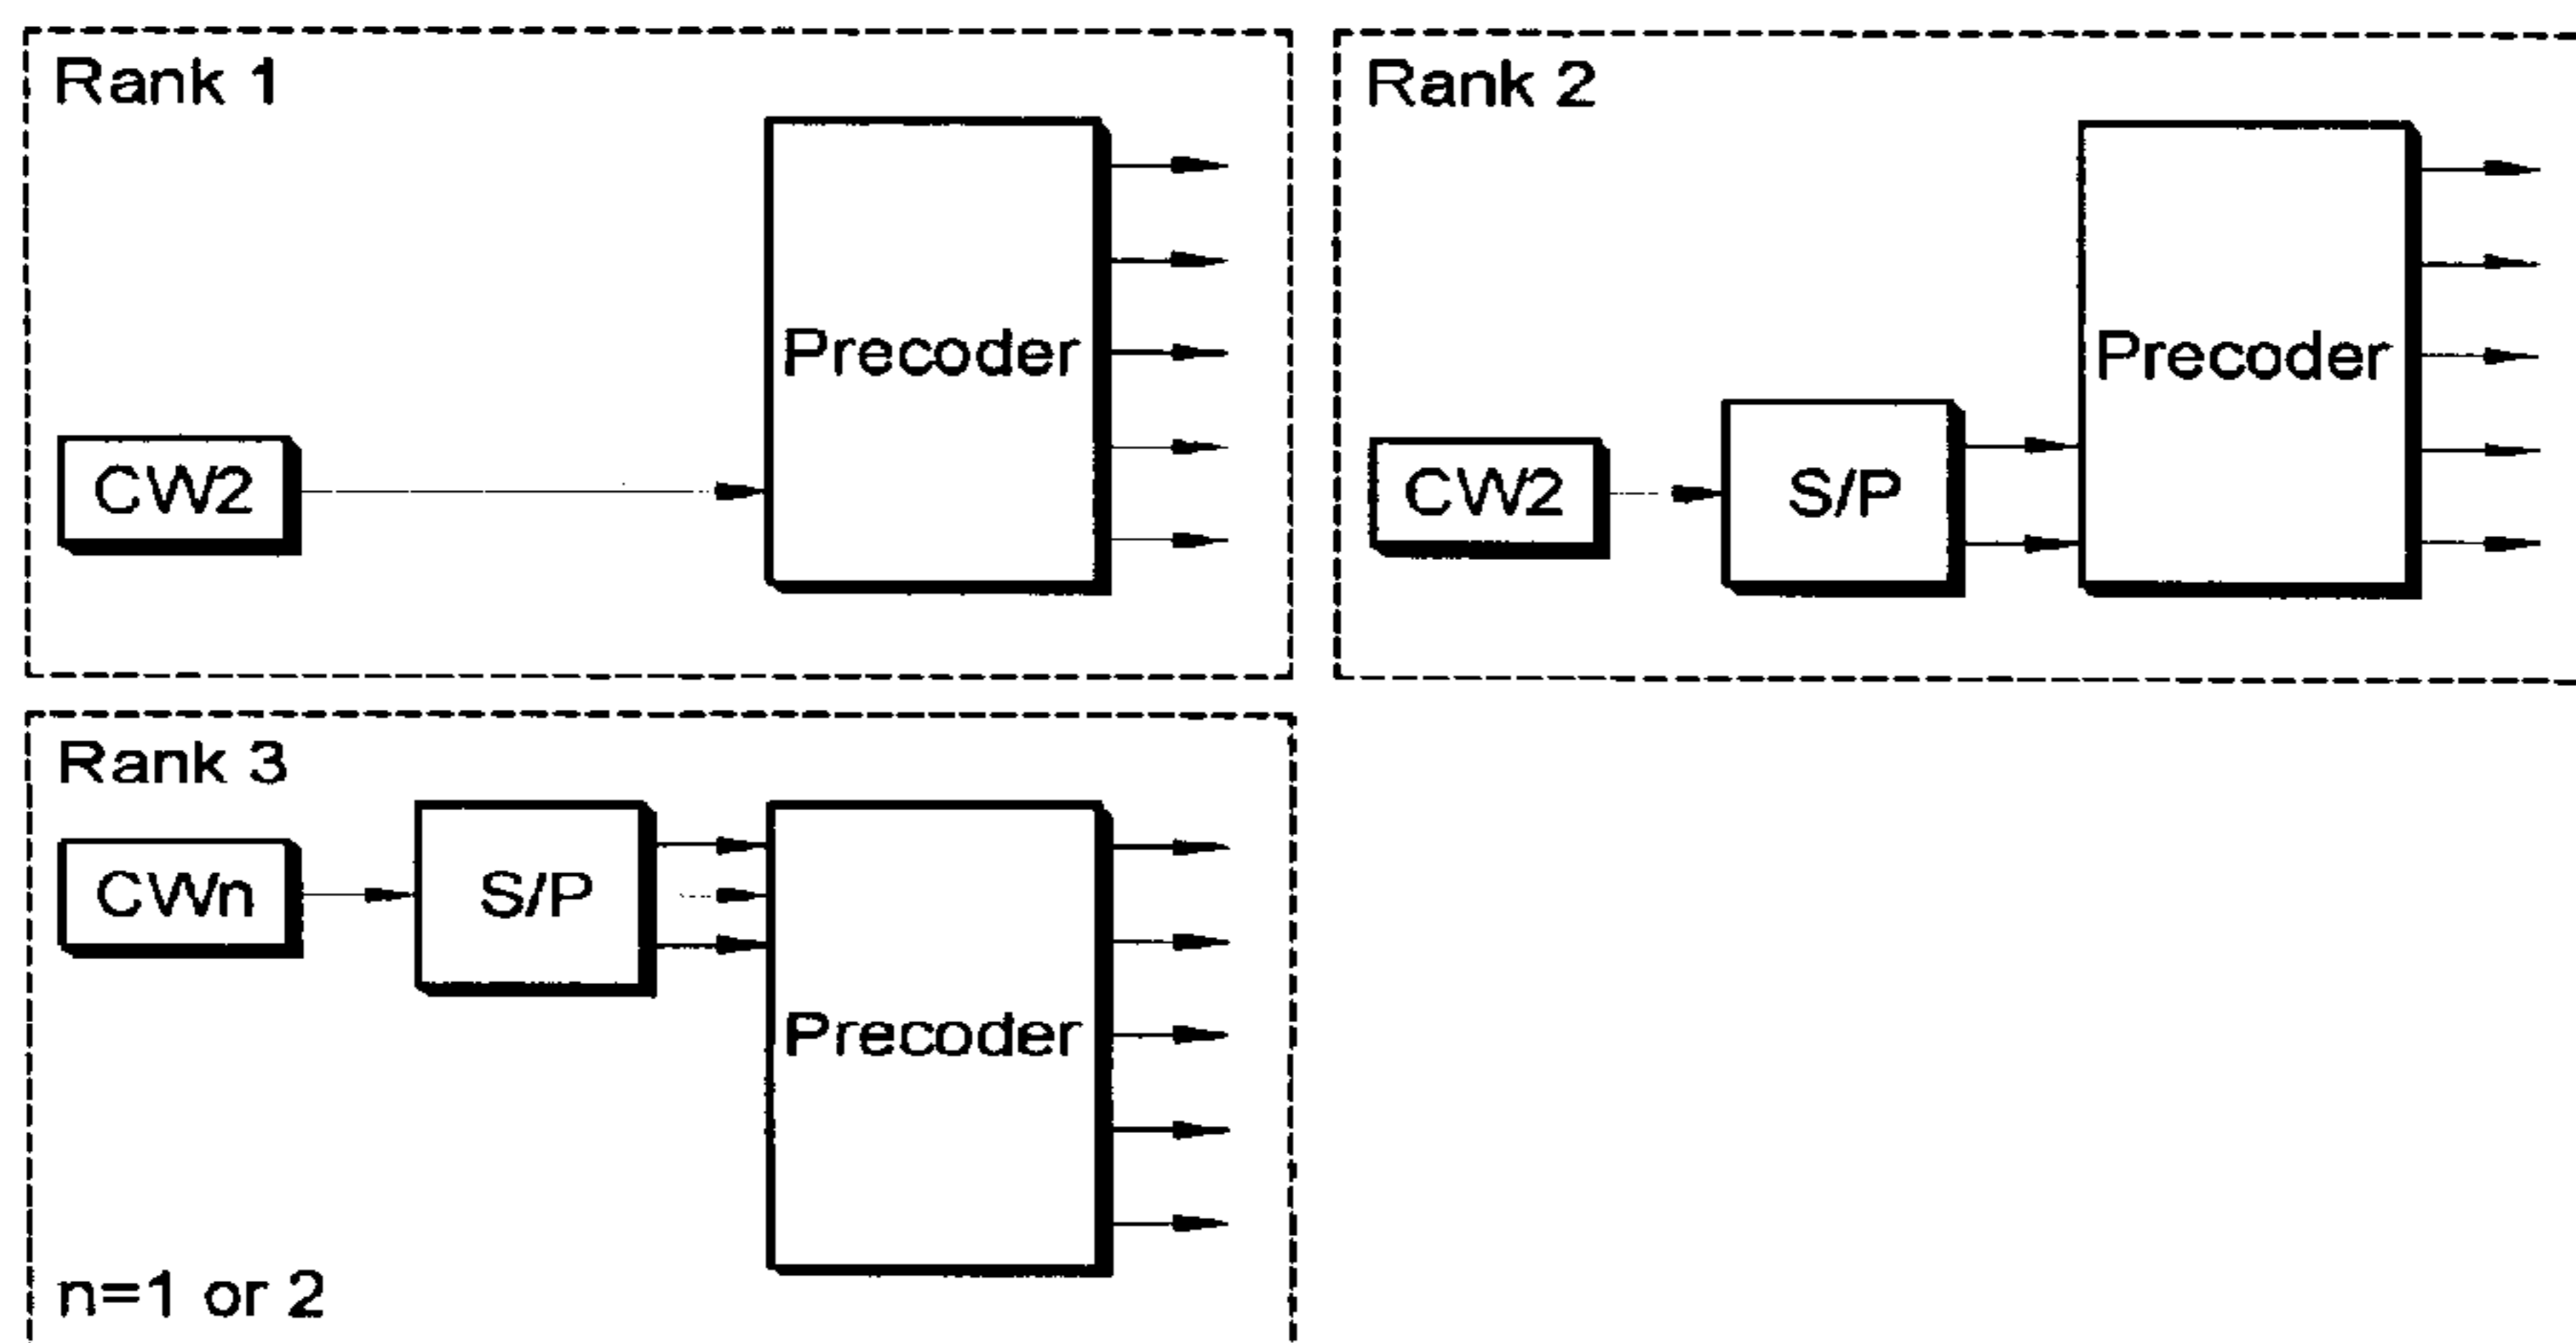 Rank 1
Precoder
CW2
Rank 2
Precoder
CW2
S/P
Rank 3
CWn
S/P
Precoder
n=1 or 2